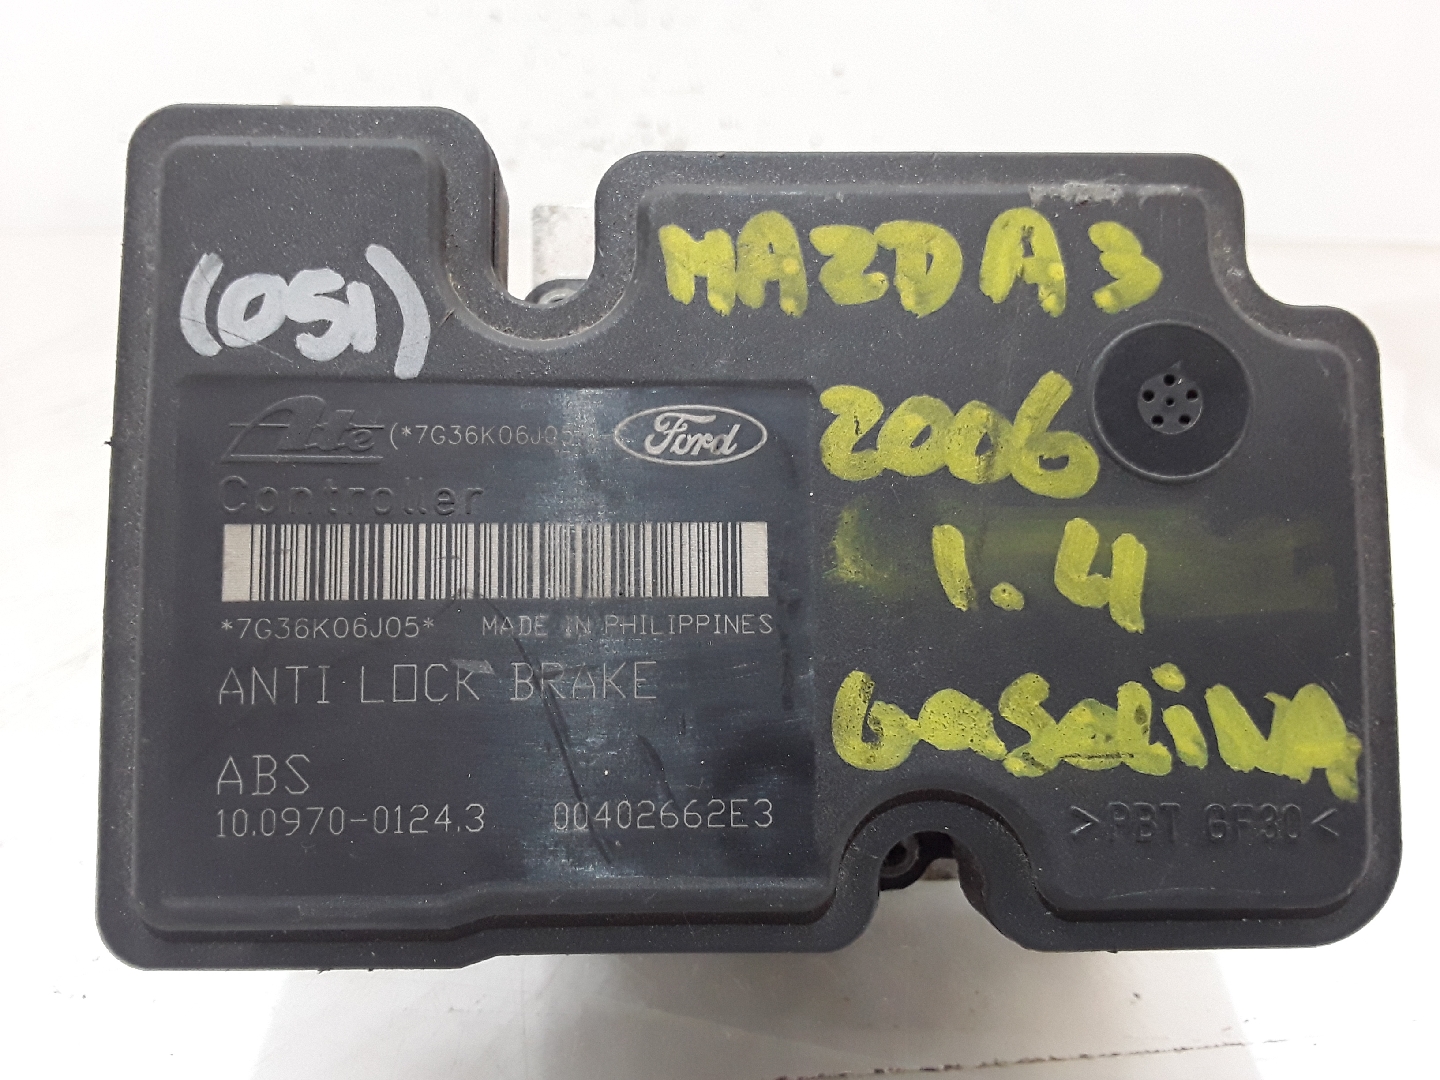 (051)
MAZDA 3
2006
1.4
GASOLiNA
Ate (*7G36K06J05 Ford
Controller
*7G36K06J05* MADE IN PHILIPPINES
ANTI LOCK BRAKE
ABS
10.0970-0124.3 00402662E3
>PBT GF30<